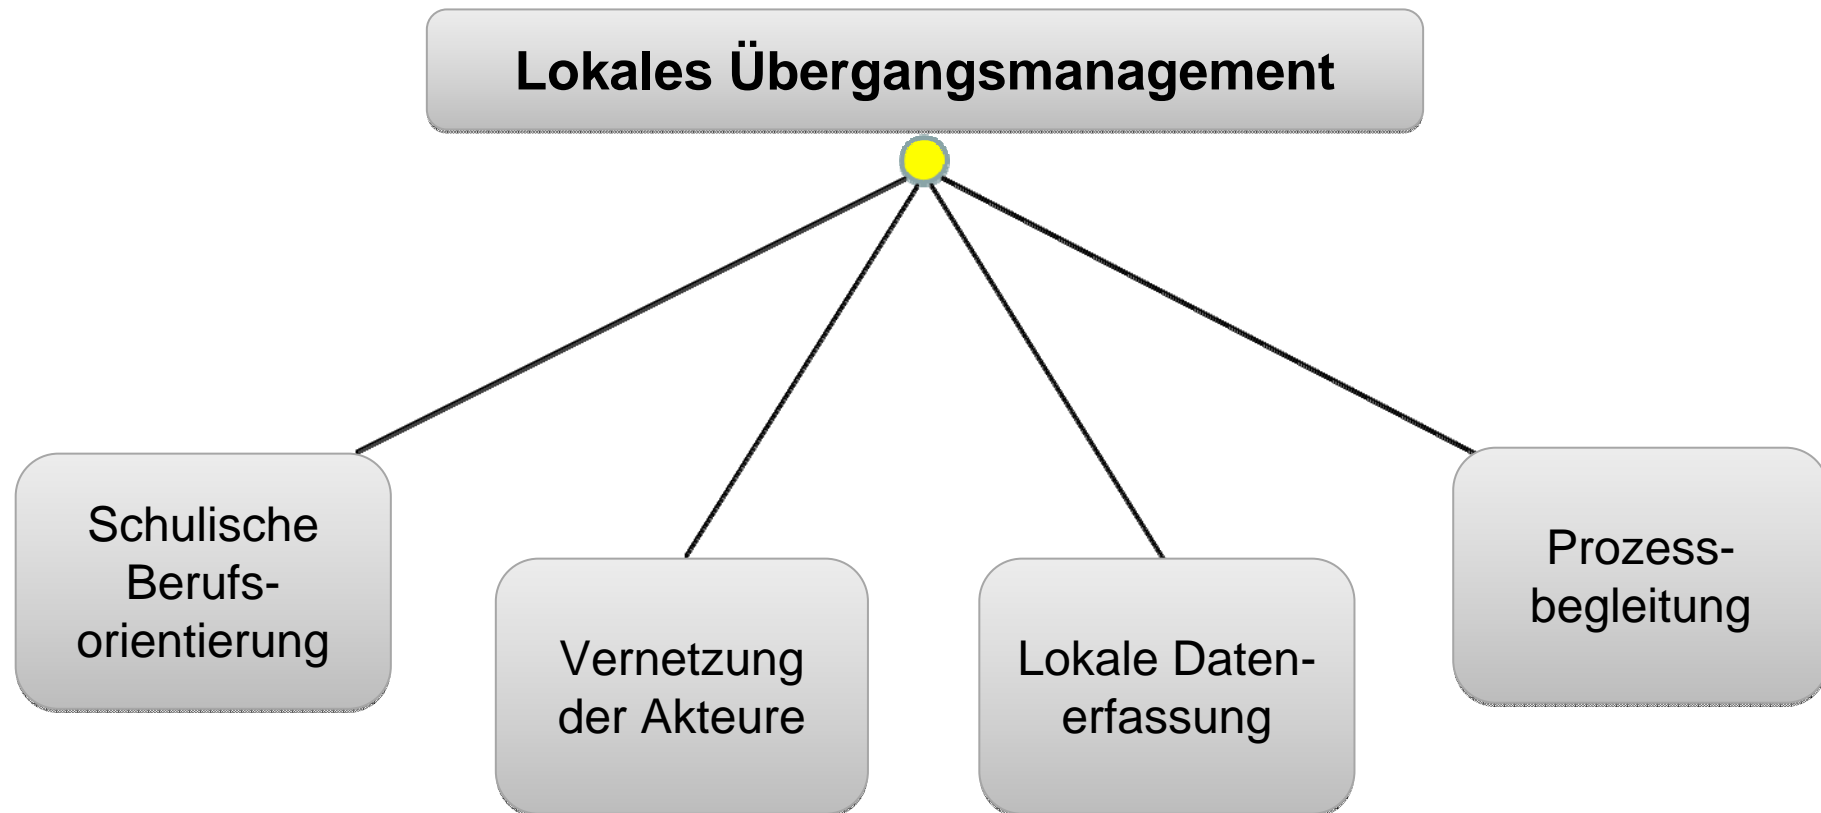 Lokales Übergangsmanagement
Schulische
Berufs-
orientierung
Vernetzung
der Akteure
Lokale Daten-
erfassung
Prozess-
begleitung